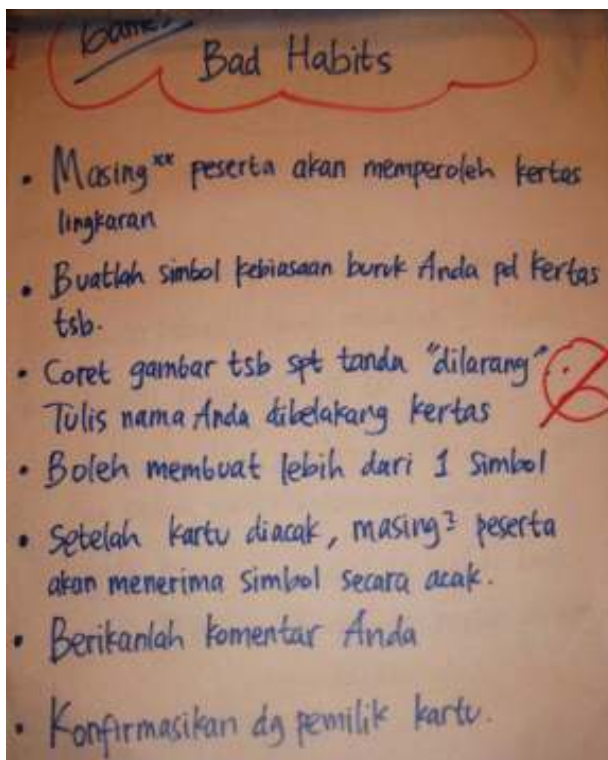 Games
Bad Habits
• Masing** peserta akan memperoleh kertas
lingkaran
• Buatlah simbol kebiasaan buruk Anda pd kertas
tsb.
• Coret gambar tsb spt tanda "dilarang".
Tulis nama Anda dibelakang kertas
• Boleh membuat lebih dari 1 simbol
• Setelah kartu diacak, masing² peserta
akan menerima simbol secara acak.
• Berikanlah komentar Anda
• Konfirmasikan dg pemilik kartu.